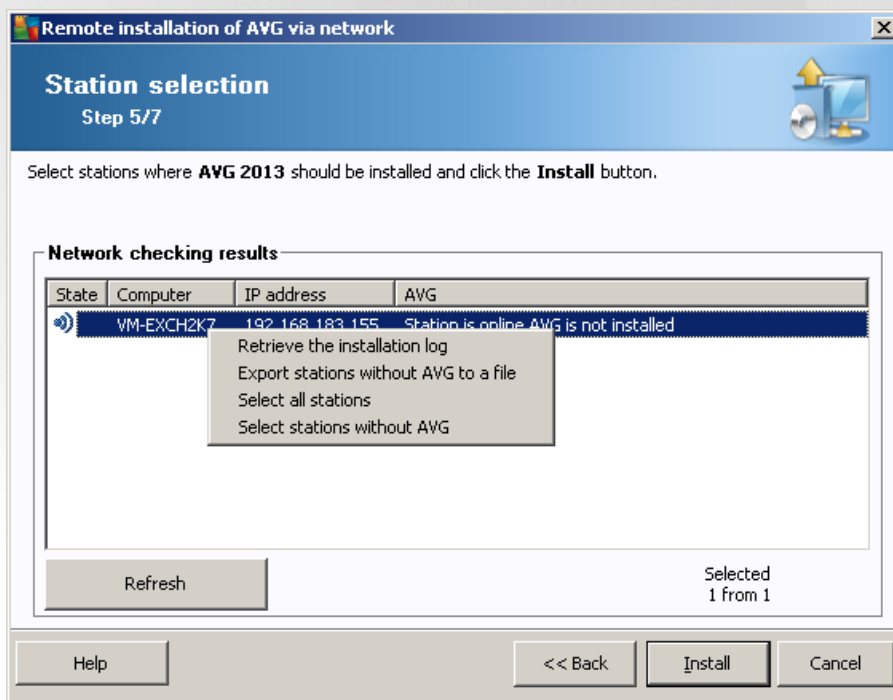 Remote installation of AVG via network
Station selection
Step 5/7
Select stations where AVG 2013 should be installed and click the Install button.
Network checking results
State Computer IP address AVG
VM-EXCH2K7 192.168.183.155 Station is online AVG is not installed
Retrieve the installation log
Export stations without AVG to a file
Select all stations
Select stations without AVG
Refresh
Selected
1 from 1
Help << Back Install Cancel